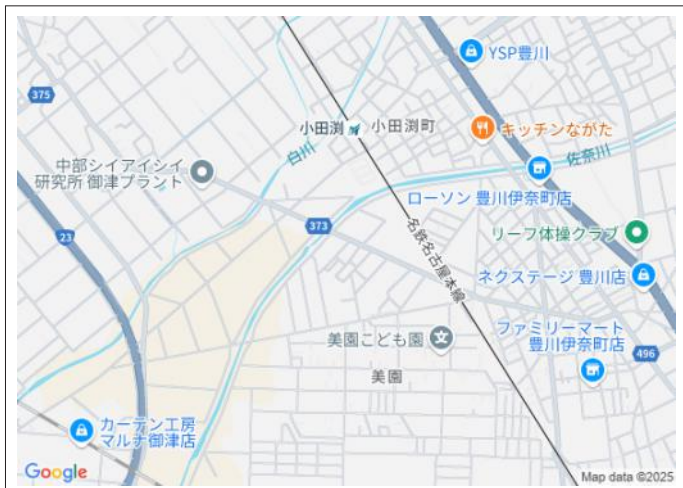 YSP豊川
375
小田渕
小田渕町
キッチンながた
白川
佐奈川
中部シイアイシイ
研究所 御津プラント
ローソン 豊川伊奈町店
373
リーフ体操クラブ
23
名鉄名古屋本線
ネクステージ 豊川店
ファミリーマート
豊川伊奈町店
美園こども園
496
美園
カーテン工房
マルナ御津店
Google
Map data ©2025